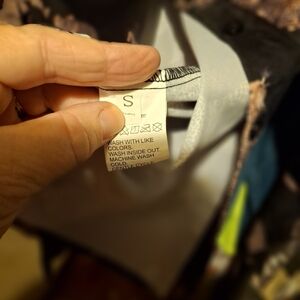 S
WASH WITH LIKE
COLORS.
WASH INSIDE OUT
MACHINE WASH
COLD